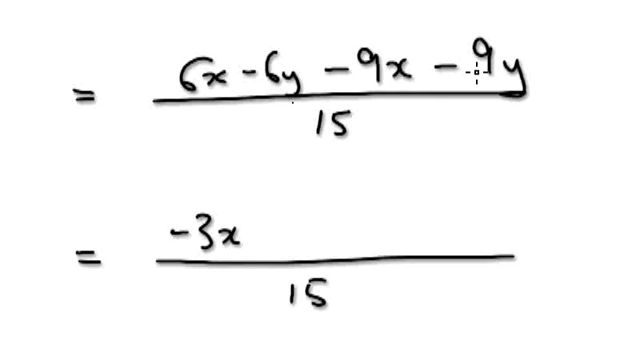 = 6x - 6y - 9x - 9y
15
= -3x
15